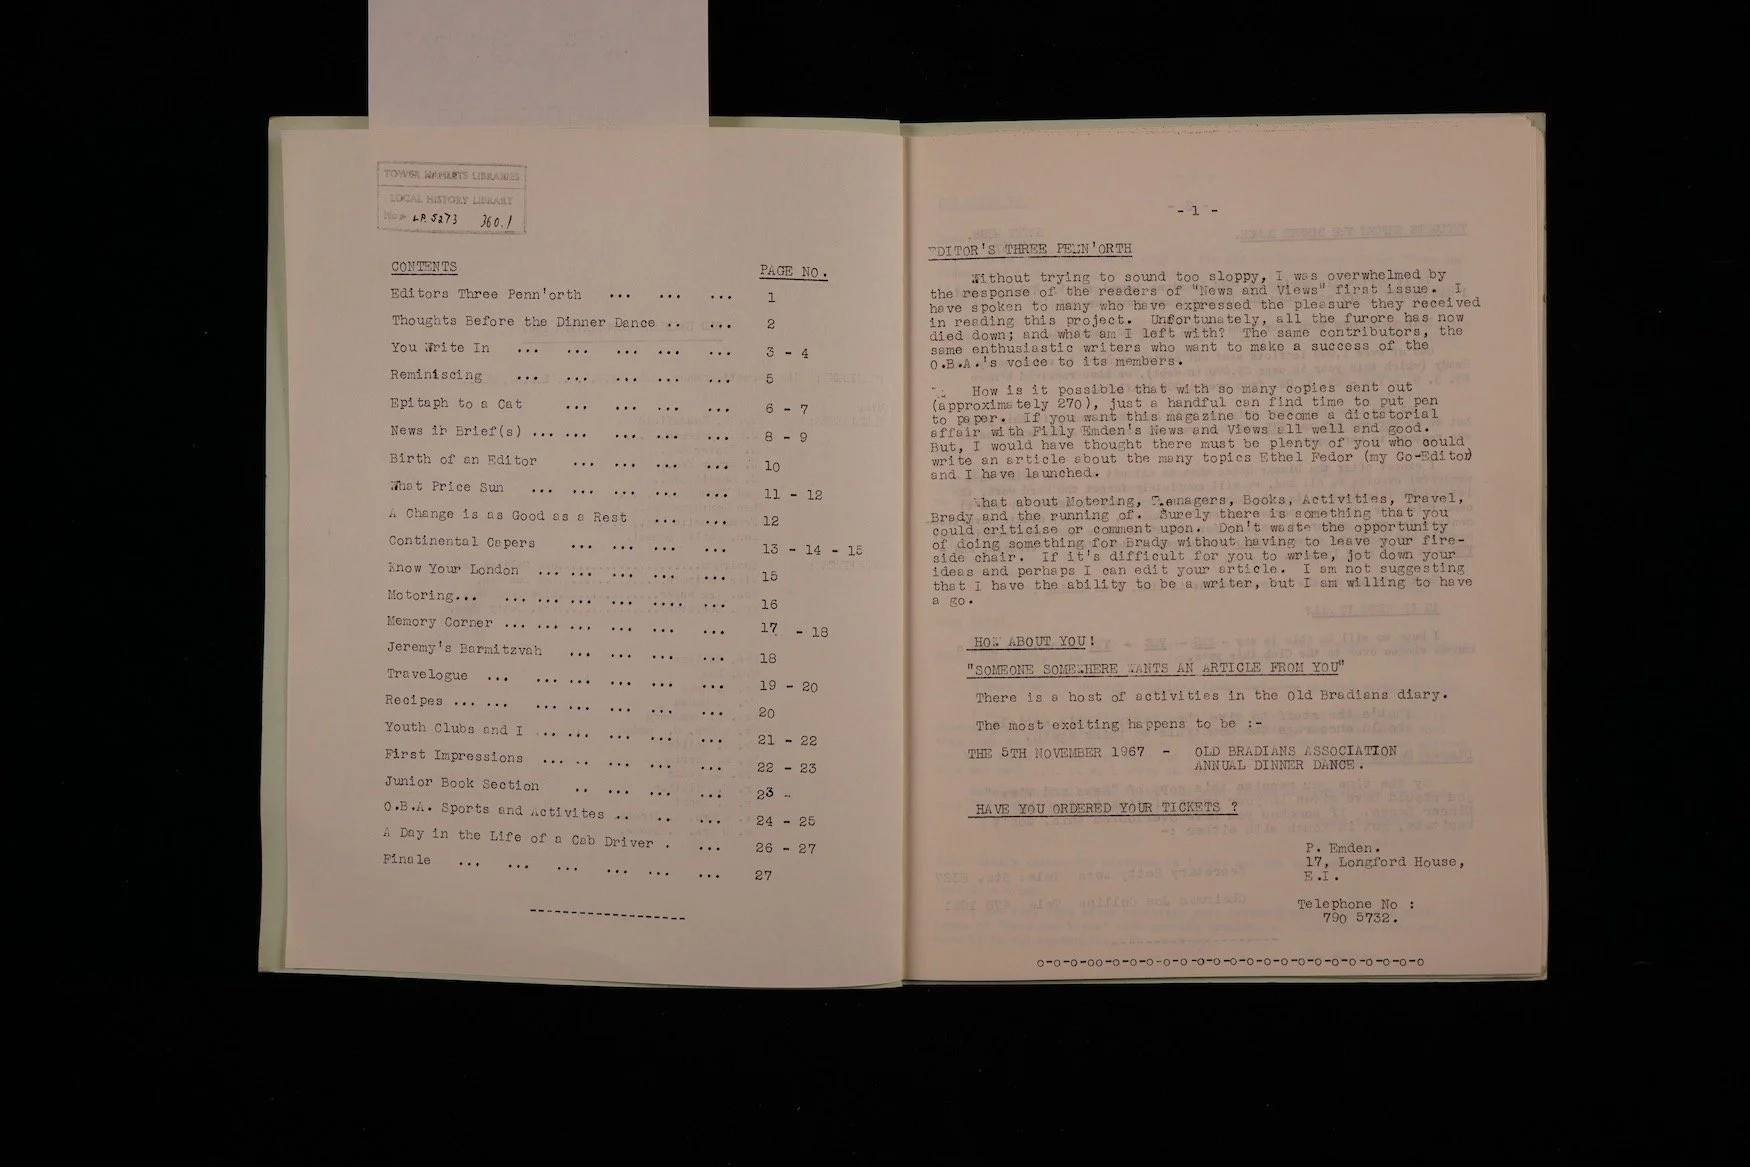 TOWER HAMLETS LIBRARIES
LOCAL HISTORY LIBRARY
No. LP.5273 360.1
CONTENTS PAGE NO.
Editors Three Penn'orth ... ... ... 1
Thoughts Before the Dinner Dance .. ... 2
You Write In ... ... ... ... ... 3 - 4
Reminiscing ... ... ... ... ... 5
Epitaph to a Cat ... ... ... ... 6 - 7
News in Brief(s) ... ... ... ... ... 8 - 9
Birth of an Editor ... ... ... ... 10
What Price Sun ... ... ... ... ... 11 - 12
A Change is as Good as a Rest ... ... 12
Continental Capers ... ... ... ... 13 - 14 - 15
Know Your London ... ... ... ... ... 15
Motoring... ... ... ... ... .... ... 16
Memory Corner ... ... ... ... ... ... 17 - 18
Jeremy's Barmitzvah ... ... ... ... 18
Travelogue ... ... ... ... ... ... 19 - 20
Recipes ... ... ... ... ... ... ... 20
Youth Clubs and I ... ... ... ... ... 21 - 22
First Impressions ... .. ... ... ... 22 - 23
Junior Book Section .. ... ... ... 23 ..
O.B.A. Sports and Activites .. .. ... ... 24 - 25
A Day in the Life of a Cab Driver . ... 26 - 27
Finale ... ... ... ... ... ... 27
-------------------
- 1 -
EDITOR'S THREE PENN'ORTH
Without trying to sound too sloppy, I was overwhelmed by
the response of the readers of "News and Views" first issue. I
have spoken to many who have expressed the pleasure they received
in reading this project. Unfortunately, all the furore has now
died down; and what am I left with? The same contributors, the
same enthusiastic writers who want to make a success of the
O.B.A.'s voice to its members.
How is it possible that with so many copies sent out
(approximately 270), just a handful can find time to put pen
to paper. If you want this magazine to become a dictatorial
affair with Filly Emden's News and Views all well and good.
But, I would have thought there must be plenty of you who could
write an article about the many topics Ethel Fedor (my Co-Editor)
and I have launched.
What about Motoring, Teenagers, Books, Activities, Travel,
Brady and the running of. Surely there is something that you
could criticise or comment upon. Don't waste the opportunity
of doing something for Brady without having to leave your fire-
side chair. If it's difficult for you to write, jot down your
ideas and perhaps I can edit your article. I am not suggesting
that I have the ability to be a writer, but I am willing to have
a go.
HOW ABOUT YOU!
"SOMEONE SOMEWHERE WANTS AN ARTICLE FROM YOU"
There is a host of activities in the Old Bradians diary.
The most exciting happens to be :-
THE 5TH NOVEMBER 1967 - OLD BRADIANS ASSOCIATION
ANNUAL DINNER DANCE.
HAVE YOU ORDERED YOUR TICKETS ?
P. Emden.
17, Longford House,
E.I.
Telephone No :
790 5732.
o-o-o-oo-o-o-o-o-o-o-o-o-o-o-o-o-o-o-o-o-o-o-o